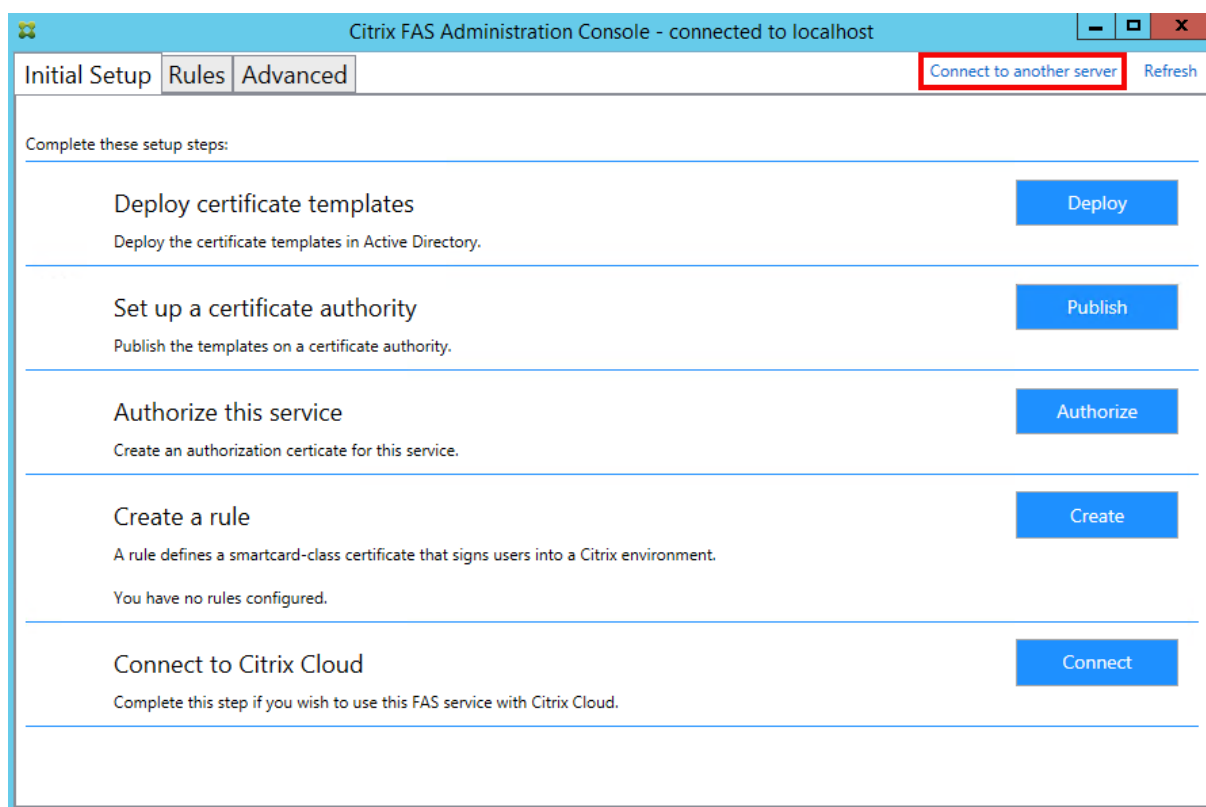 Citrix FAS Administration Console - connected to localhost
Initial Setup Rules Advanced Connect to another server Refresh
Complete these setup steps:
Deploy certificate templates
Deploy
Deploy the certificate templates in Active Directory.
Set up a certificate authority
Publish
Publish the templates on a certificate authority.
Authorize this service
Authorize
Create an authorization certicate for this service.
Create a rule
Create
A rule defines a smartcard-class certificate that signs users into a Citrix environment.
You have no rules configured.
Connect to Citrix Cloud
Connect
Complete this step if you wish to use this FAS service with Citrix Cloud.